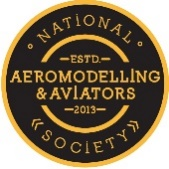 NATIONAL
ESTD.
AEROMODELLING
& AVIATORS
2013
SOCIETY